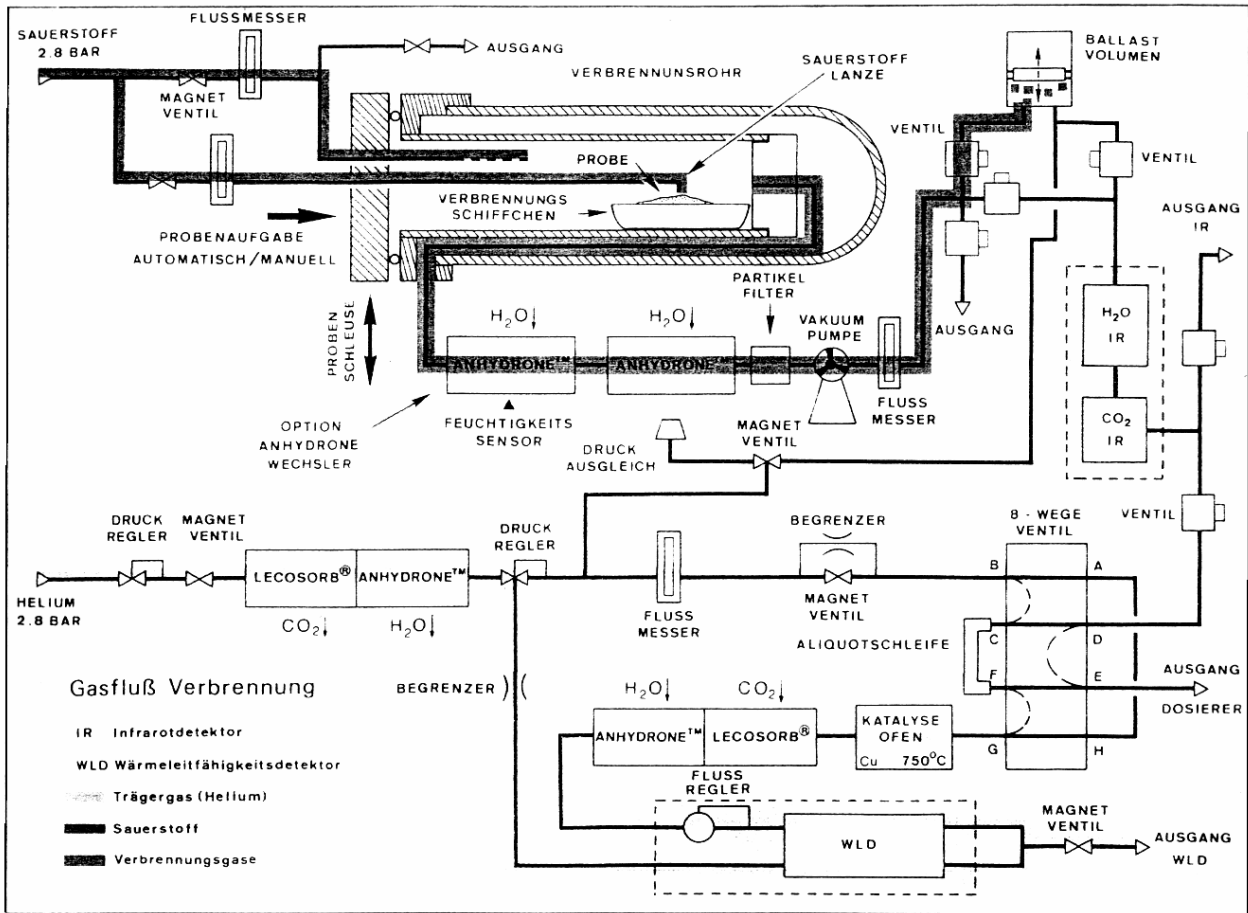 FLUSSMESSER
SAUERSTOFF
2.8 BAR
AUSGANG
MAGNET
VENTIL
VERBRENNUNSROHR
SAUERSTOFF
LANZE
BALLAST
VOLUMEN
VENTIL
VENTIL
PROBE
VERBRENNUNGS
SCHIFFCHEN
PROBENAUFGABE
AUTOMATISCH/MANUELL
AUSGANG
IR
PROBEN
SCHLEUSE
H₂O↓
H₂O↓
PARTIKEL
FILTER
VAKUUM
PUMPE
AUSGANG
H₂O
IR
ANHYDRONE™
ANHYDRONE™
OPTION
ANHYDRONE
WECHSLER
FEUCHTIGKEITS
SENSOR
FLUSS
MESSER
CO₂
IR
DRUCK
AUSGLEICH
MAGNET
VENTIL
DRUCK
REGLER
MAGNET
VENTIL
DRUCK
REGLER
BEGRENZER
8-WEGE
VENTIL
VENTIL
LECOSORB®
ANHYDRONE™
B
A
HELIUM
2.8 BAR
CO₂↓
H₂O↓
FLUSS
MESSER
MAGNET
VENTIL
ALIQUOTSCHLEIFE
C
D
F
E
AUSGANG
DOSIERER
G
H
BEGRENZER
H₂O↓
CO₂↓
ANHYDRONE™
LECOSORB®
KATALYSE
OFEN
Cu 750°C
FLUSS
REGLER
WLD
MAGNET
VENTIL
AUSGANG
WLD
Gasfluß Verbrennung
IR Infrarotdetektor
WLD Wärmeleitfähigkeitsdetektor
Trägergas (Helium)
Sauerstoff
Verbrennungsgase